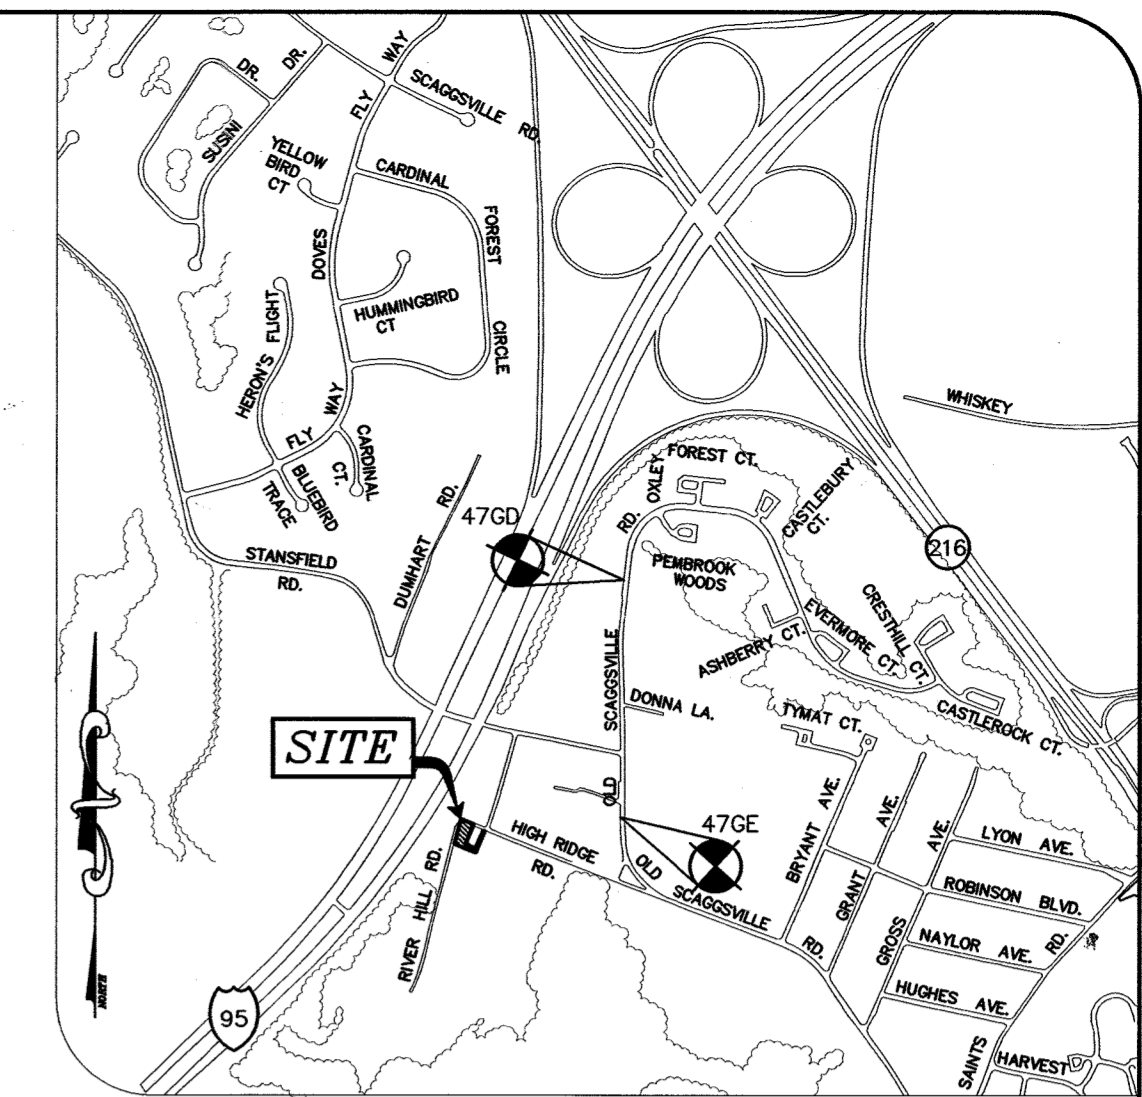 WAY
DR.
DR.
SCAGGSVILLE RD.
FLY
SUSINI
YELLOW
BIRD
CT
CARDINAL
FOREST
CIRCLE
DOVES
HUMMINGBIRD
CT
HERON'S FLIGHT
WHISKEY
WAY
FLY
CARDINAL
CT.
BLUEBIRD
TRACE
OXLEY
FOREST CT.
CASTLEBURY
CT.
RD.
DUMHART
47GD
RD.
216
STANSFIELD
RD.
PEMBROOK
WOODS
EVERMORE CT.
CRESTHILL CT.
ASHBERRY CT.
SCAGGSVILLE
OLD
DONNA LA.
TYMAT CT.
CASTLEROCK CT.
SITE
HIGH RIDGE
RD.
47GE
BRYANT AVE.
GRANT AVE.
GROSS AVE.
LYON AVE.
ROBINSON BLVD.
OLD
SCAGGSVILLE
RD.
NAYLOR AVE.
RD.
RIVER HILL RD.
HUGHES AVE.
NORTH
95
SAINTS
HARVEST